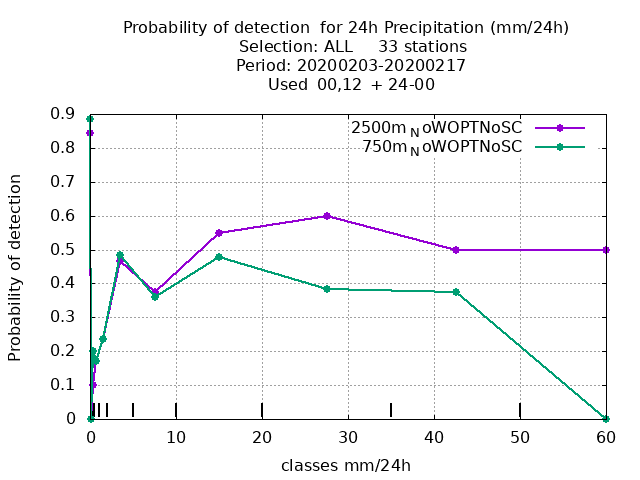 Probability of detection  for 24h Precipitation (mm/24h)
Selection: ALL     33 stations
Period: 20200203-20200217
Used  00,12  + 24-00
2500m_NoWOPTNoSC
750m_NoWOPTNoSC
Probability of detection
0.9
0.8
0.7
0.6
0.5
0.4
0.3
0.2
0.1
0
0 10 20 30 40 50 60
classes mm/24h